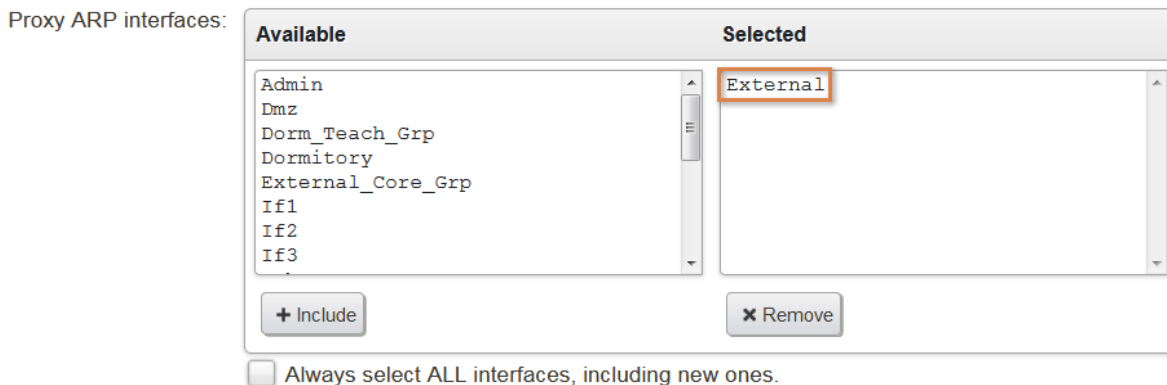 Proxy ARP interfaces:
Available
Selected
Admin
Dmz
Dorm_Teach_Grp
Dormitory
External_Core_Grp
If1
If2
If3
External
+ Include
× Remove
Always select ALL interfaces, including new ones.